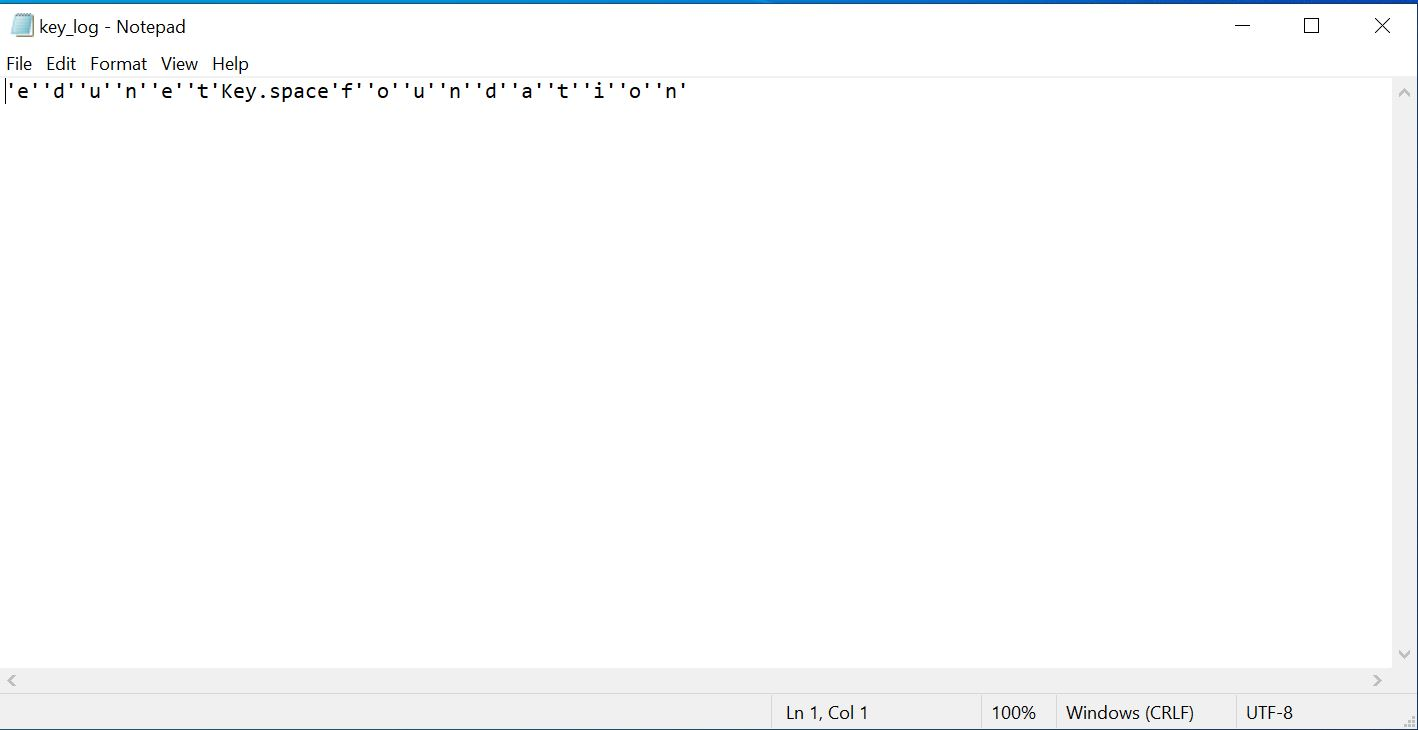 key_log - Notepad
File Edit Format View Help
'e''d''u''n''e''t'Key.space'f''o''u''n''d''a''t''i''o''n'
Ln 1, Col 1 100% Windows (CRLF) UTF-8